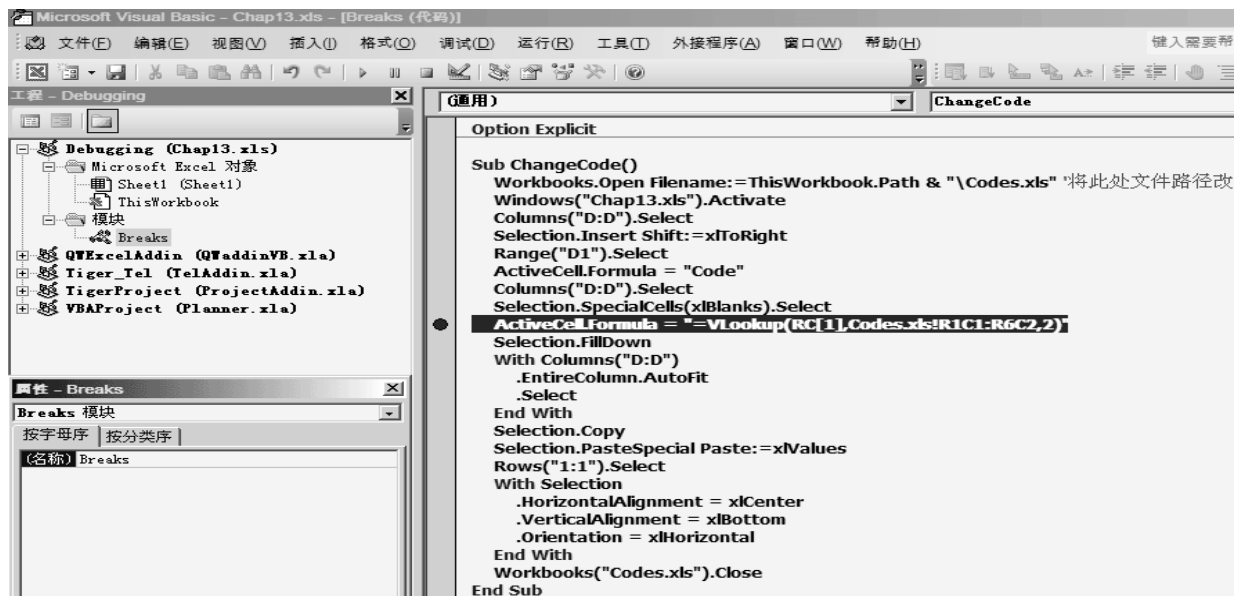 Microsoft Visual Basic - Chap13.xls - [Breaks (代码)]
文件(F) 编辑(E) 视图(V) 插入(I) 格式(O) 调试(D) 运行(R) 工具(T) 外接程序(A) 窗口(W) 帮助(H) 键入需要帮
工程 - Debugging
Debugging (Chap13.xls)
Microsoft Excel 对象
Sheet1 (Sheet1)
ThisWorkbook
模块
Breaks
QWExcelAddin (QWaddinVB.xla)
Tiger_Tel (TelAddin.xla)
TigerProject (ProjectAddin.xla)
VBAProject (Planner.xla)
属性 - Breaks
Breaks 模块
按字母序 按分类序
(名称) Breaks
(通用) ChangeCode
Option Explicit
Sub ChangeCode()
Workbooks.Open Filename:=ThisWorkbook.Path & "\Codes.xls" '将此处文件路径改
Windows("Chap13.xls").Activate
Columns("D:D").Select
Selection.Insert Shift:=xlToRight
Range("D1").Select
ActiveCell.Formula = "Code"
Columns("D:D").Select
Selection.SpecialCells(xlBlanks).Select
ActiveCell.Formula = "=VLookup(RC[1],Codes.xls!R1C1:R6C2,2)"
Selection.FillDown
With Columns("D:D")
.EntireColumn.AutoFit
.Select
End With
Selection.Copy
Selection.PasteSpecial Paste:=xlValues
Rows("1:1").Select
With Selection
.HorizontalAlignment = xlCenter
.VerticalAlignment = xlBottom
.Orientation = xlHorizontal
End With
Workbooks("Codes.xls").Close
End Sub